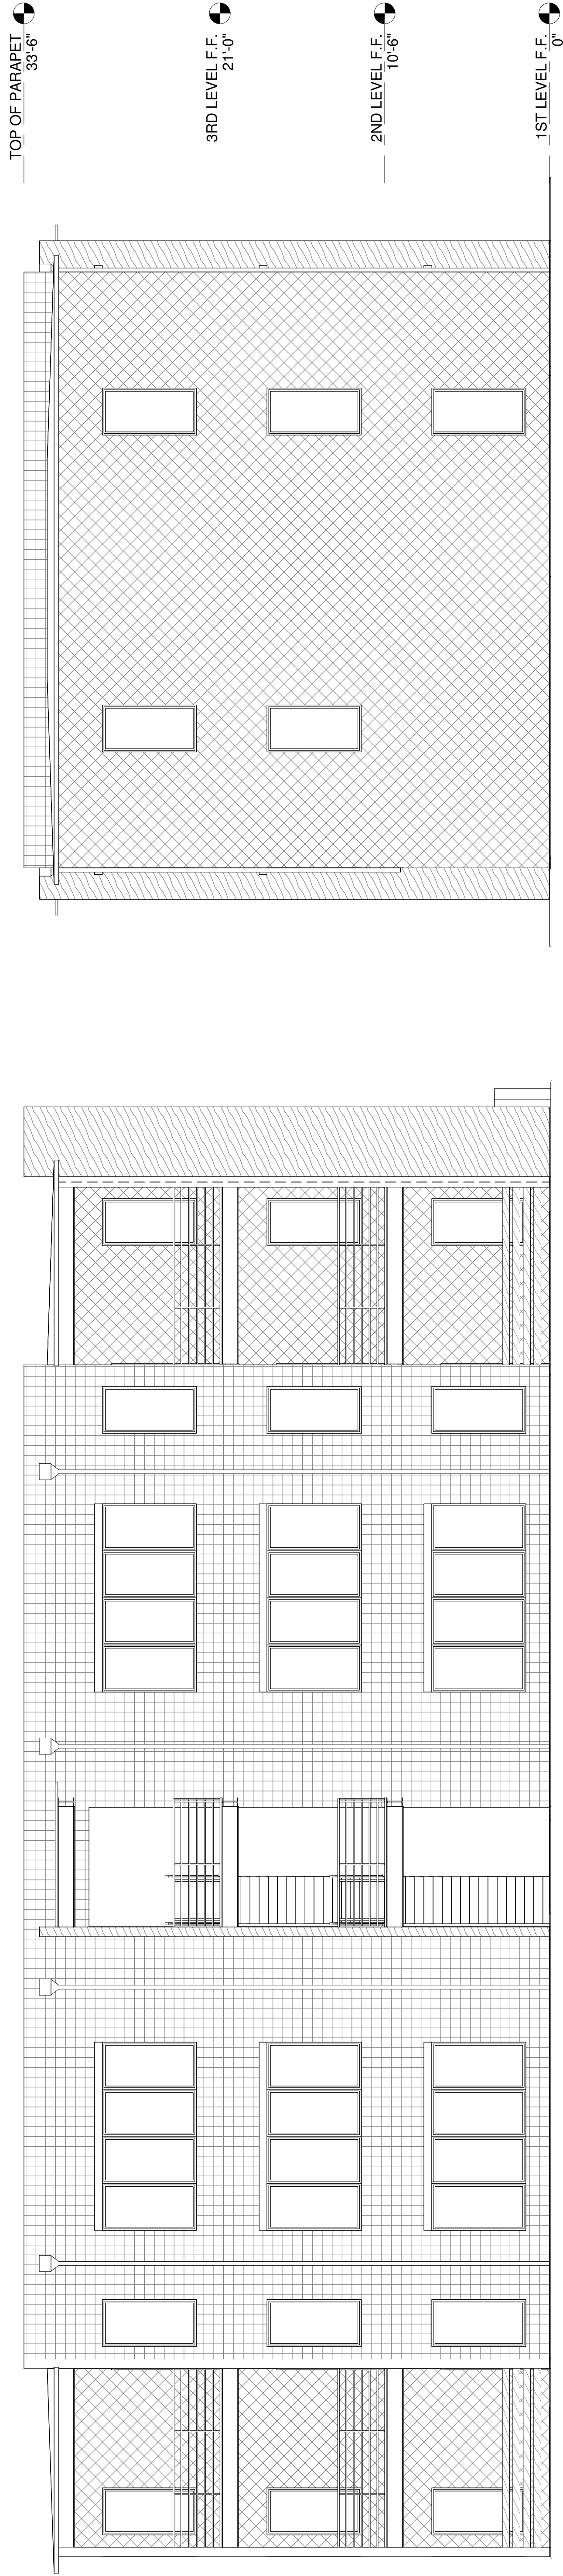 TOP OF PARAPET
33'-6"
3RD LEVEL F.F.
21'-0"
2ND LEVEL F.F.
10'-6"
1ST LEVEL F.F.
0"